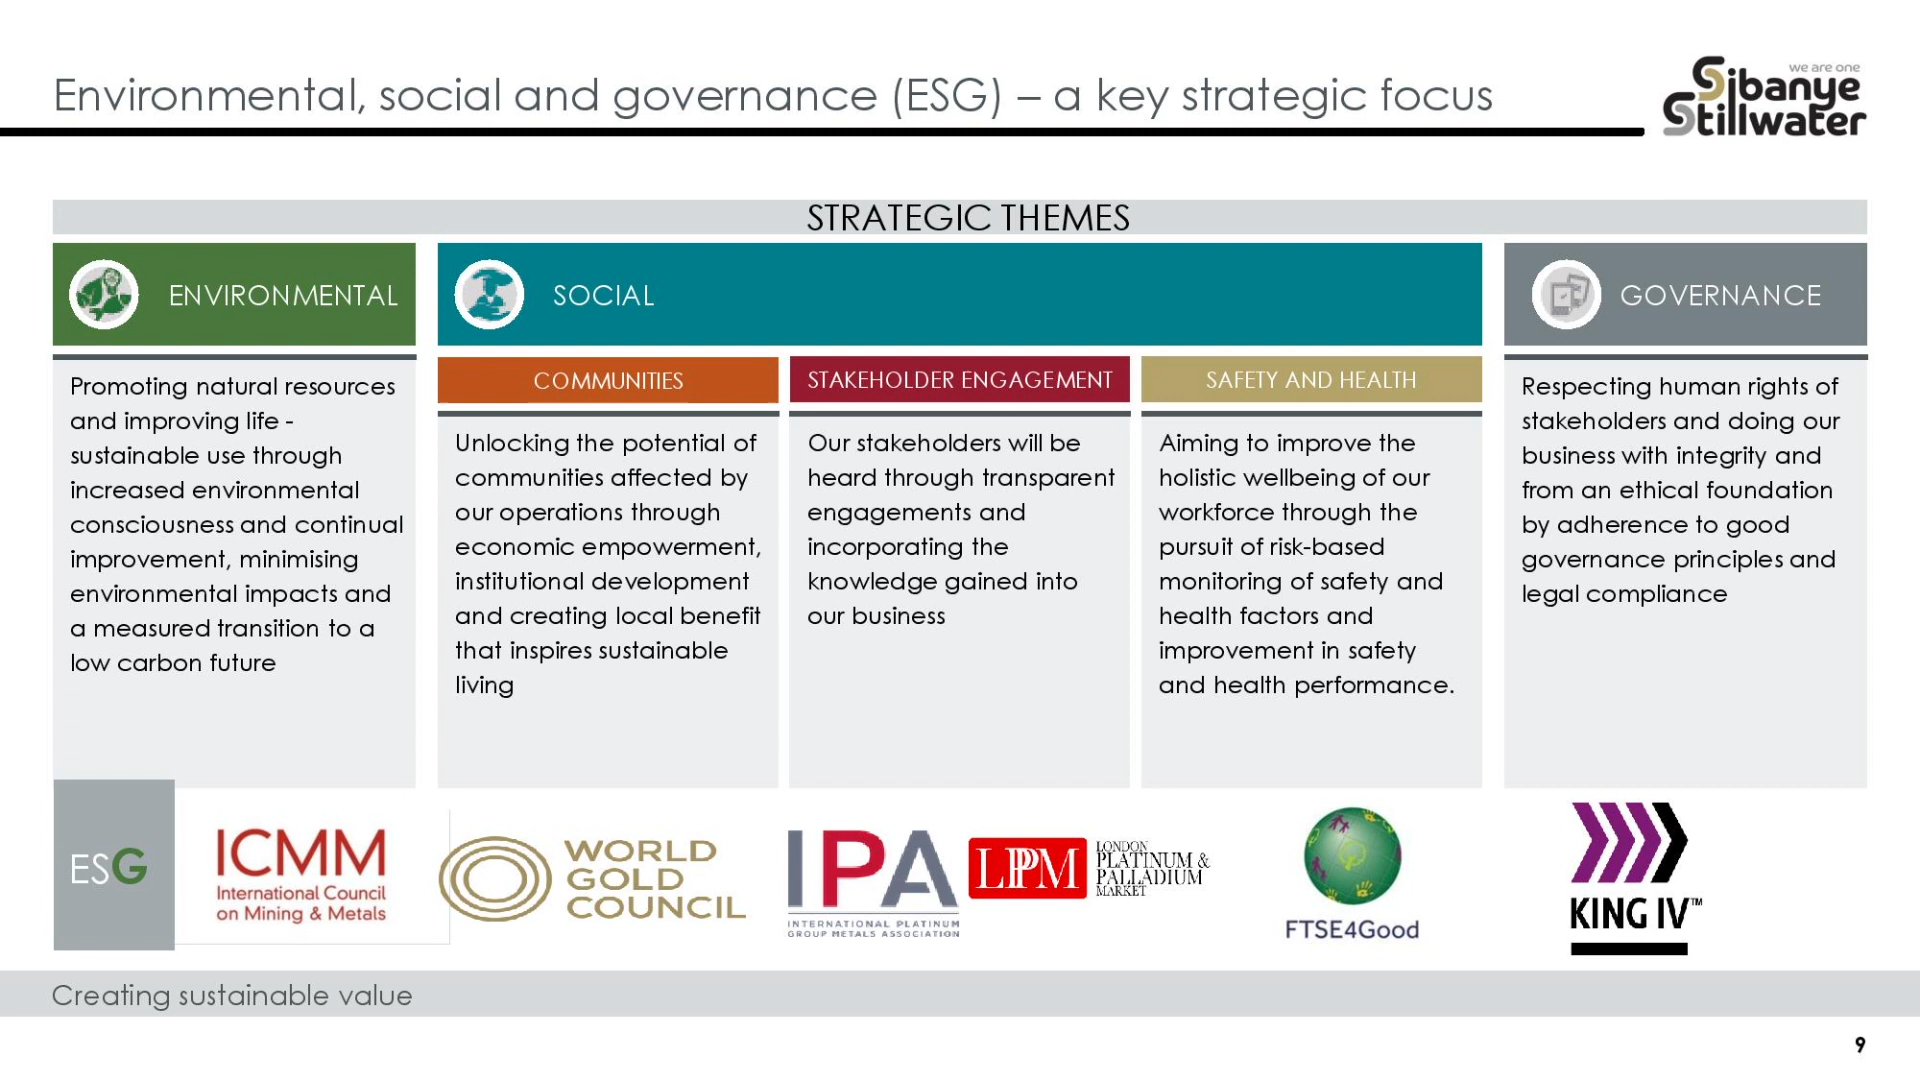 Environmental, social and governance (ESG) – a key strategic focus
we are one
Sibanye
Stillwater
STRATEGIC THEMES
ENVIRONMENTAL
Promoting natural resources
and improving life -
sustainable use through
increased environmental
consciousness and continual
improvement, minimising
environmental impacts and
a measured transition to a
low carbon future
SOCIAL
COMMUNITIES
Unlocking the potential of
communities affected by
our operations through
economic empowerment,
institutional development
and creating local benefit
that inspires sustainable
living
STAKEHOLDER ENGAGEMENT
Our stakeholders will be
heard through transparent
engagements and
incorporating the
knowledge gained into
our business
SAFETY AND HEALTH
Aiming to improve the
holistic wellbeing of our
workforce through the
pursuit of risk-based
monitoring of safety and
health factors and
improvement in safety
and health performance.
GOVERNANCE
Respecting human rights of
stakeholders and doing our
business with integrity and
from an ethical foundation
by adherence to good
governance principles and
legal compliance
ESG
ICMM
International Council
on Mining & Metals
WORLD
GOLD
COUNCIL
IPA
INTERNATIONAL PLATINUM
GROUP METALS ASSOCIATION
LPPM
LONDON
PLATINUM &
PALLADIUM
MARKET
FTSE4Good
KING IV™
Creating sustainable value
9